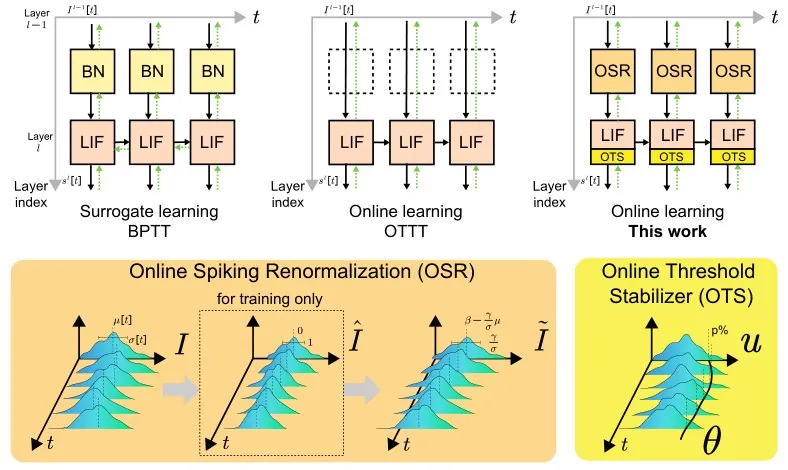 Layer l−1
I^{l−1}[t]
t
BN BN BN
Layer l
LIF LIF LIF
Layer index
s^l[t]
Surrogate learning
BPTT
I^{l−1}[t]
t
LIF LIF LIF
Layer l
Layer index
s^l[t]
Online learning
OTTT
I^{l−1}[t]
t
OSR OSR OSR
Layer l
LIF LIF LIF
OTS OTS OTS
Layer index
s^l[t]
Online learning
This work
Online Spiking Renormalization (OSR)
for training only
μ[t]
σ[t]
I
t
0
1
Î
t
β−γ/σ μ
γ/σ
Ĩ
t
Online Threshold
Stabilizer (OTS)
p%
u
t
θ